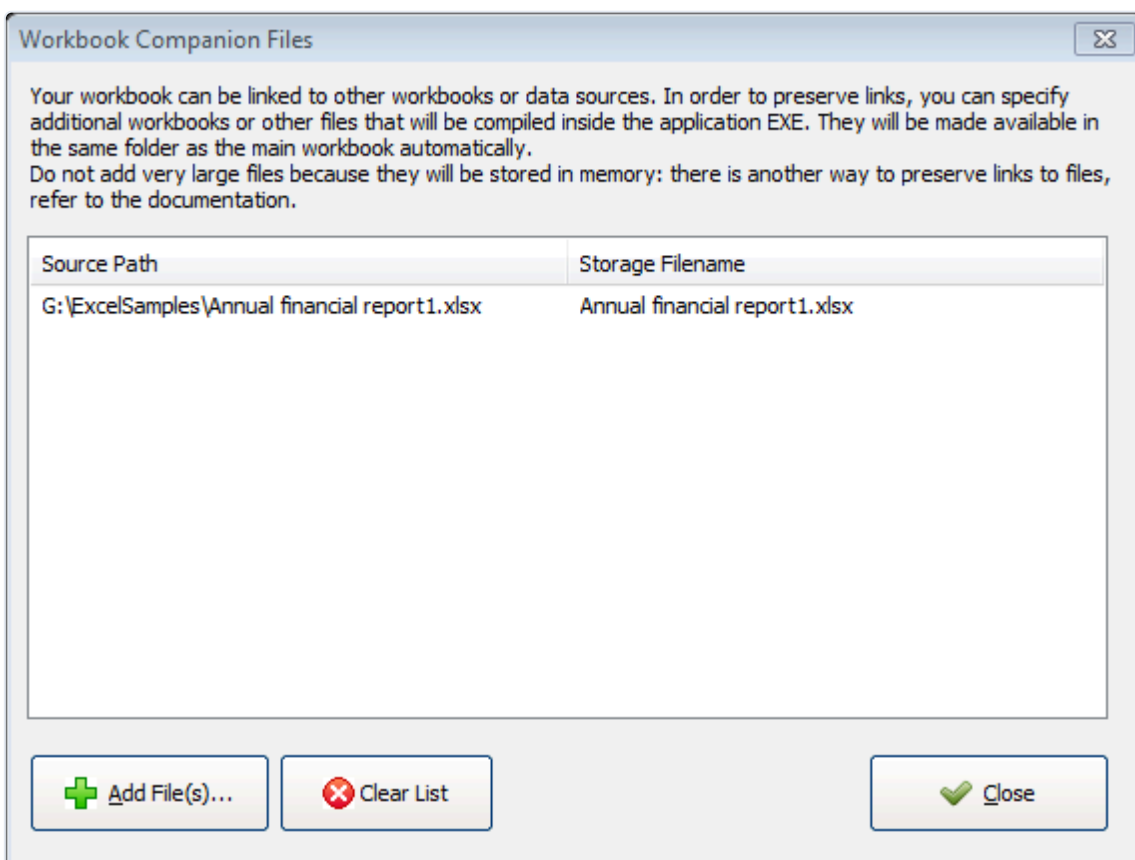 Workbook Companion Files
Your workbook can be linked to other workbooks or data sources. In order to preserve links, you can specify
additional workbooks or other files that will be compiled inside the application EXE. They will be made available in
the same folder as the main workbook automatically.
Do not add very large files because they will be stored in memory: there is another way to preserve links to files,
refer to the documentation.
Source Path Storage Filename
G:\ExcelSamples\Annual financial report1.xlsx Annual financial report1.xlsx
Add File(s)... Clear List Close